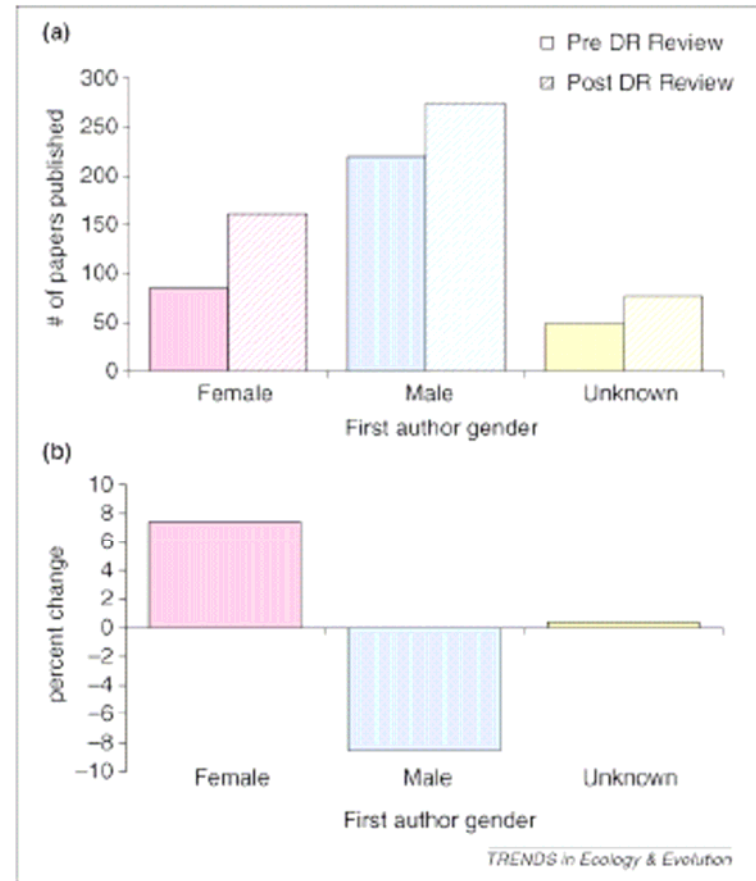 (a)
Pre DR Review
Post DR Review
300
250
200
150
100
50
0
# of papers published
Female Male Unknown
First author gender
(b)
10
8
6
4
2
0
−2
−4
−6
−8
−10
percent change
Female Male Unknown
First author gender
TRENDS in Ecology & Evolution